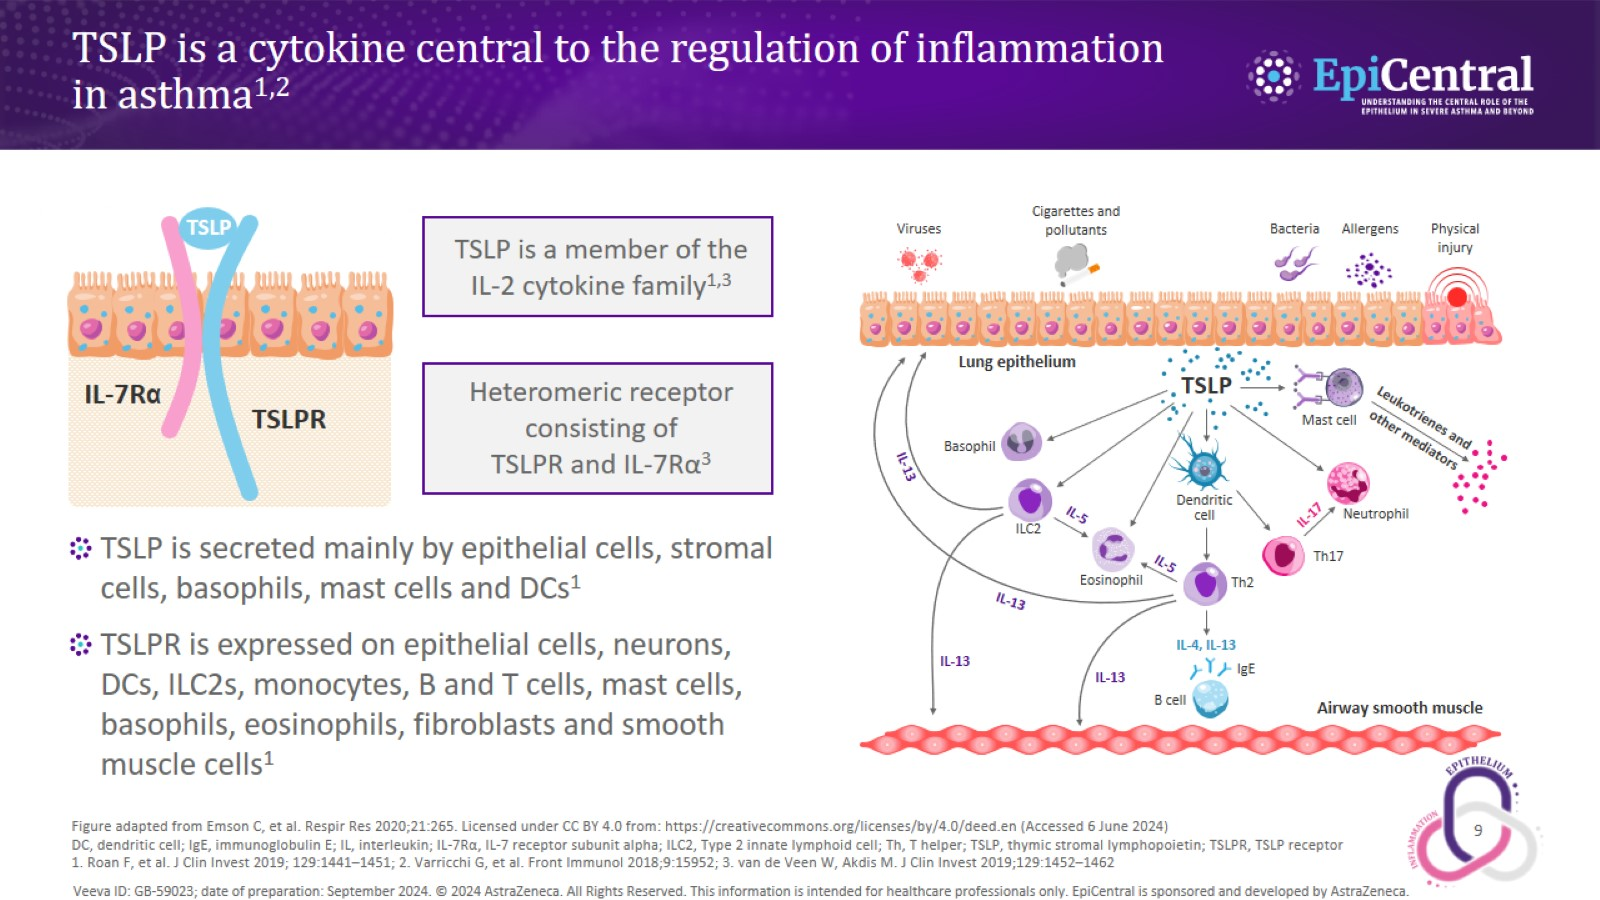 TSLP is a cytokine central to the regulation of inflammation
in asthma1,2
EpiCentral
UNDERSTANDING THE CENTRAL ROLE OF THE
EPITHELIUM IN SEVERE ASTHMA AND BEYOND
TSLP
IL-7Rα
TSLPR
TSLP is a member of the
IL-2 cytokine family1,3
Heteromeric receptor
consisting of
TSLPR and IL-7Rα3
TSLP is secreted mainly by epithelial cells, stromal
cells, basophils, mast cells and DCs1
TSLPR is expressed on epithelial cells, neurons,
DCs, ILC2s, monocytes, B and T cells, mast cells,
basophils, eosinophils, fibroblasts and smooth
muscle cells1
Viruses
Cigarettes and
pollutants
Bacteria
Allergens
Physical
injury
Lung epithelium
TSLP
Mast cell
Leukotrienes and
other mediators
Basophil
IL-13
ILC2
IL-5
Dendritic
cell
IL-17
Neutrophil
Eosinophil
IL-5
Th2
Th17
IL-13
IL-13
IL-13
IL-4, IL-13
IgE
B cell
Airway smooth muscle
EPITHELIUM
INFLAMMATION
9
Figure adapted from Emson C, et al. Respir Res 2020;21:265. Licensed under CC BY 4.0 from: https://creativecommons.org/licenses/by/4.0/deed.en (Accessed 6 June 2024)
DC, dendritic cell; IgE, immunoglobulin E; IL, interleukin; IL-7Rα, IL-7 receptor subunit alpha; ILC2, Type 2 innate lymphoid cell; Th, T helper; TSLP, thymic stromal lymphopoietin; TSLPR, TSLP receptor
1. Roan F, et al. J Clin Invest 2019; 129:1441–1451; 2. Varricchi G, et al. Front Immunol 2018;9:15952; 3. van de Veen W, Akdis M. J Clin Invest 2019;129:1452–1462
Veeva ID: GB-59023; date of preparation: September 2024. © 2024 AstraZeneca. All Rights Reserved. This information is intended for healthcare professionals only. EpiCentral is sponsored and developed by AstraZeneca.